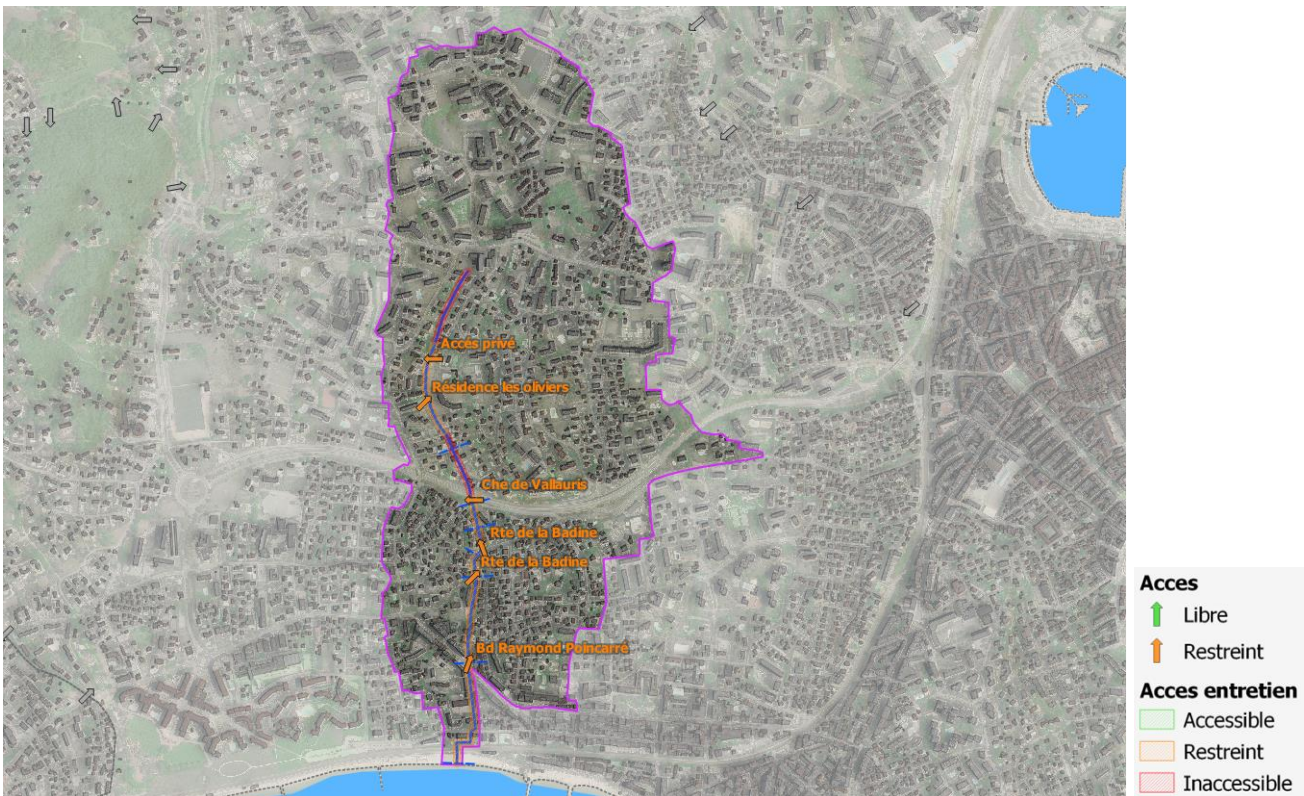 Accés privé
Résidence les oliviers
Che de Vallauris
Rte de la Badine
Rte de la Badine
Bd Raymond Poincarré
Acces
Libre
Restreint
Acces entretien
Accessible
Restreint
Inaccessible